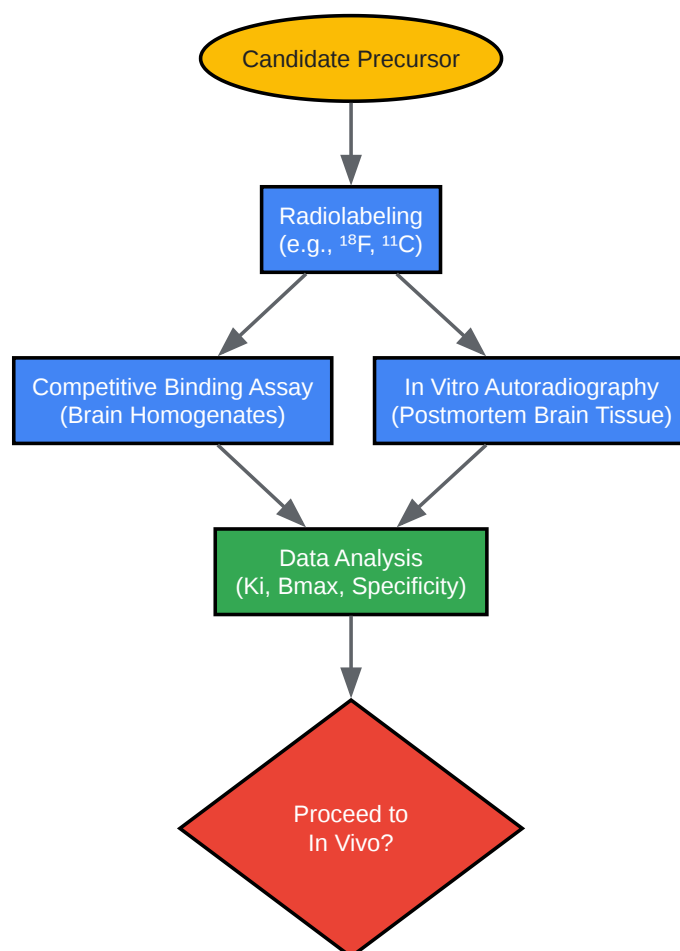 Candidate Precursor
Radiolabeling
(e.g., ¹⁸F, ¹¹C)
Competitive Binding Assay
(Brain Homogenates)
In Vitro Autoradiography
(Postmortem Brain Tissue)
Data Analysis
(Ki, Bmax, Specificity)
Proceed to
In Vivo?